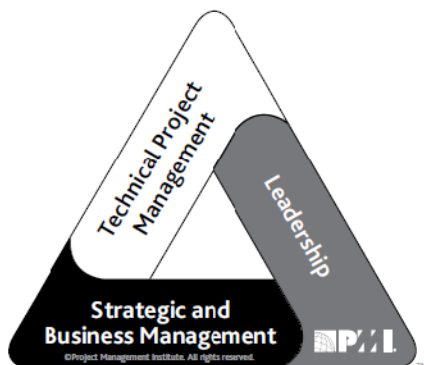 Technical Project
Management
Leadership
Strategic and
Business Management
©Project Management Institute. All rights reserved.
PMI.